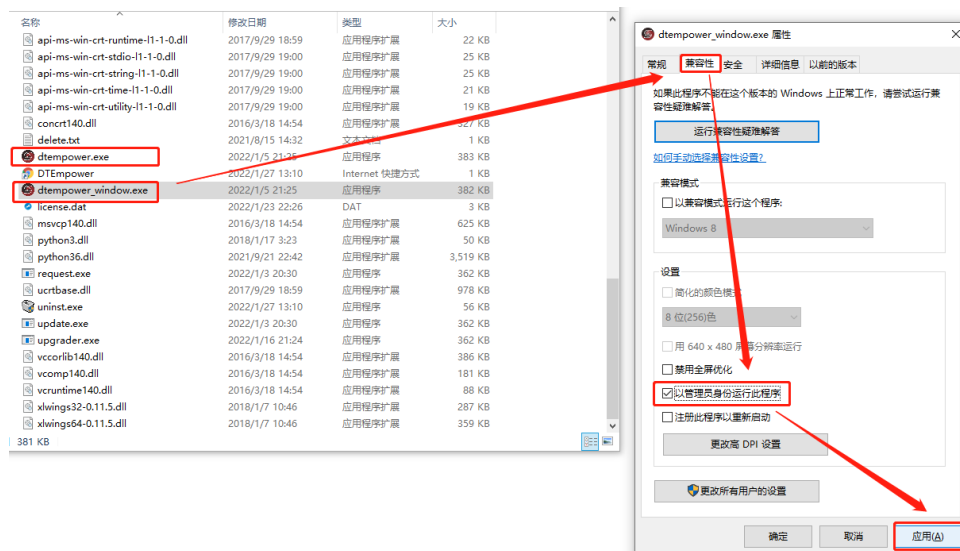 名称 修改日期 类型 大小
api-ms-win-crt-runtime-l1-1-0.dll 2017/9/29 18:59 应用程序扩展 22 KB
api-ms-win-crt-stdio-l1-1-0.dll 2017/9/29 19:00 应用程序扩展 25 KB
api-ms-win-crt-string-l1-1-0.dll 2017/9/29 19:00 应用程序扩展 25 KB
api-ms-win-crt-time-l1-1-0.dll 2017/9/29 19:00 应用程序扩展 21 KB
api-ms-win-crt-utility-l1-1-0.dll 2017/9/29 19:00 应用程序扩展 19 KB
concrt140.dll 2016/3/18 14:54 应用程序扩展 327 KB
delete.txt 2021/8/15 14:32 文本文档 1 KB
dtempower.exe 2022/1/5 21:25 应用程序 383 KB
DTEmpower 2022/1/27 13:10 Internet 快捷方式 1 KB
dtempower_window.exe 2022/1/5 21:25 应用程序 382 KB
license.dat 2022/1/23 22:26 DAT 3 KB
msvcp140.dll 2016/3/18 14:54 应用程序扩展 625 KB
python3.dll 2018/1/17 3:23 应用程序扩展 50 KB
python36.dll 2021/9/21 22:42 应用程序扩展 3,519 KB
request.exe 2022/1/3 20:30 应用程序 362 KB
ucrtbase.dll 2017/9/29 18:59 应用程序扩展 978 KB
uninst.exe 2022/1/27 13:10 应用程序 56 KB
update.exe 2022/1/3 20:30 应用程序 362 KB
upgrader.exe 2022/1/16 21:24 应用程序 362 KB
vccorlib140.dll 2016/3/18 14:54 应用程序扩展 386 KB
vcomp140.dll 2016/3/18 14:54 应用程序扩展 181 KB
vcruntime140.dll 2016/3/18 14:54 应用程序扩展 88 KB
xlwings32-0.11.5.dll 2018/1/7 10:46 应用程序扩展 287 KB
xlwings64-0.11.5.dll 2018/1/7 10:46 应用程序扩展 359 KB
381 KB
dtempower_window.exe 属性
常规 兼容性 安全 详细信息 以前的版本
如果此程序不能在这个版本的 Windows 上正常工作，请尝试运行兼
容性疑难解答。
运行兼容性疑难解答
如何手动选择兼容性设置?
兼容模式
以兼容模式运行这个程序:
Windows 8
设置
简化的颜色模式
8 位(256)色
用 640 x 480 屏幕分辨率运行
禁用全屏优化
以管理员身份运行此程序
注册此程序以重新启动
更改高 DPI 设置
更改所有用户的设置
确定 取消 应用(A)